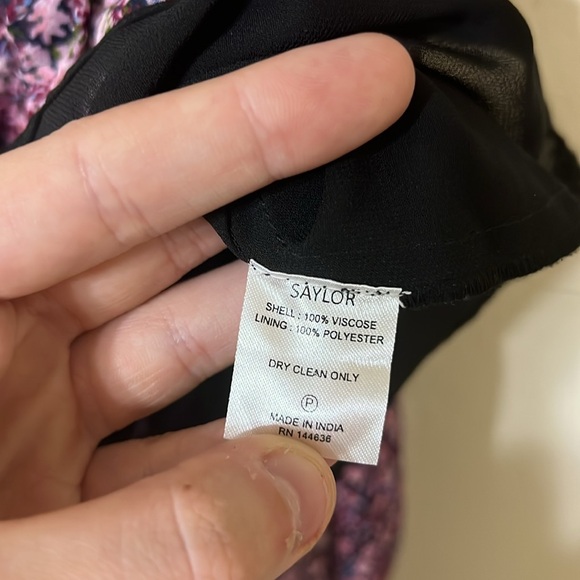 SAYLOR
SHELL : 100% VISCOSE
LINING : 100% POLYESTER
DRY CLEAN ONLY
P
MADE IN INDIA
RN 144636